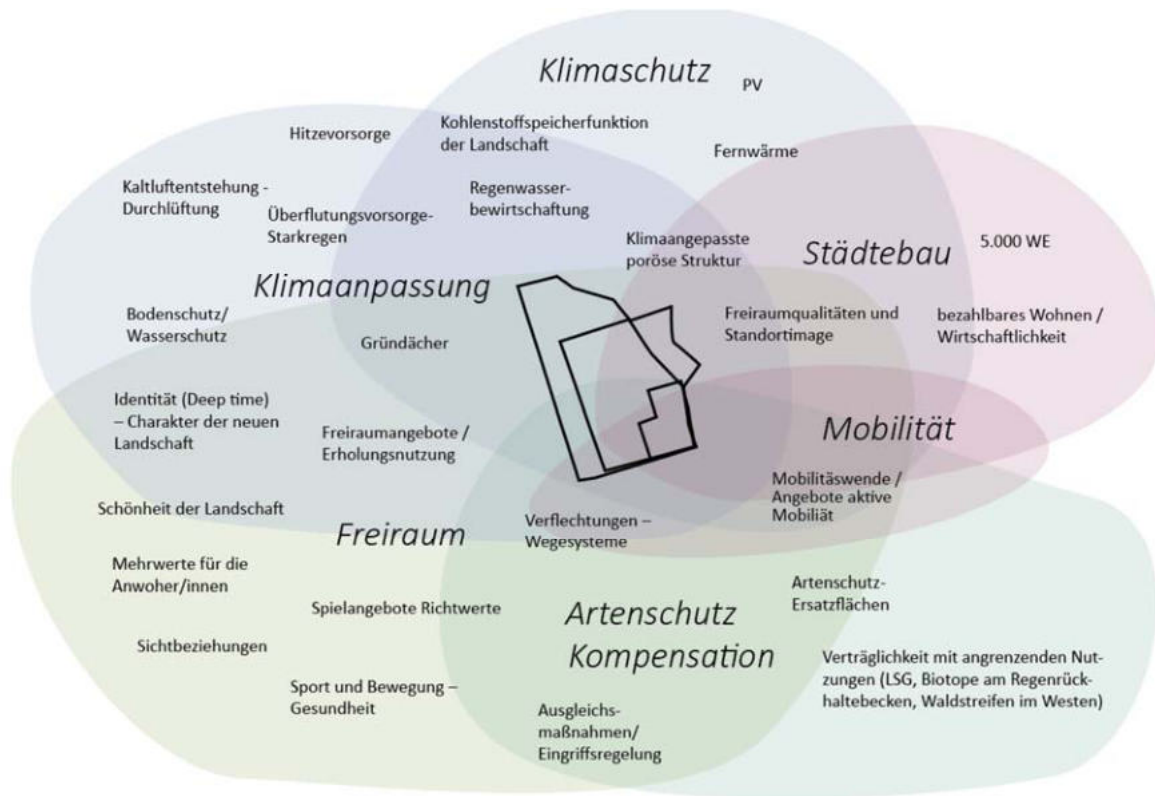 Klimaschutz
PV
Hitzevorsorge
Kohlenstoffspeicherfunktion
der Landschaft
Fernwärme
Kaltluftentstehung -
Durchlüftung
Überflutungsvorsorge-
Starkregen
Regenwasser-
bewirtschaftung
Klimaangepasste
poröse Struktur
Städtebau
5.000 WE
Klimaanpassung
Bodenschutz/
Wasserschutz
Gründächer
Freiraumqualitäten und
Standortimage
bezahlbares Wohnen /
Wirtschaftlichkeit
Identität (Deep time)
– Charakter der neuen
Landschaft
Freiraumangebote /
Erholungsnutzung
Mobilität
Mobilitäswende /
Angebote aktive
Mobiliät
Schönheit der Landschaft
Freiraum
Verflechtungen –
Wegesysteme
Mehrwerte für die
Anwoher/innen
Spielangebote Richtwerte
Artenschutz
Kompensation
Artenschutz-
Ersatzflächen
Sichtbeziehungen
Sport und Bewegung –
Gesundheit
Ausgleichs-
maßnahmen/
Eingriffsregelung
Verträglichkeit mit angrenzenden Nut-
zungen (LSG, Biotope am Regenrück-
haltebecken, Waldstreifen im Westen)